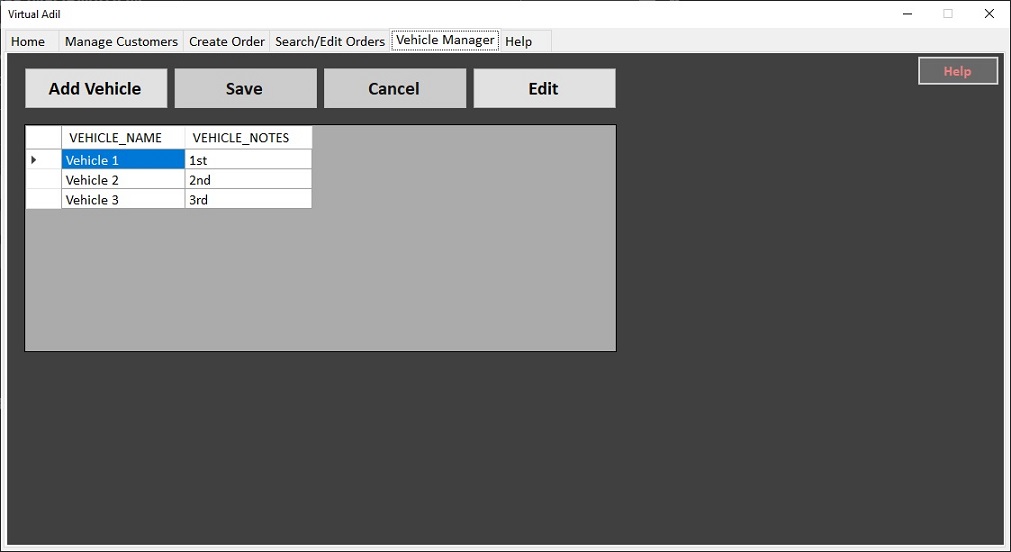 Virtual Adil
Home Manage Customers Create Order Search/Edit Orders Vehicle Manager Help
Help
Add Vehicle Save Cancel Edit
VEHICLE_NAME VEHICLE_NOTES
Vehicle 1 1st
Vehicle 2 2nd
Vehicle 3 3rd